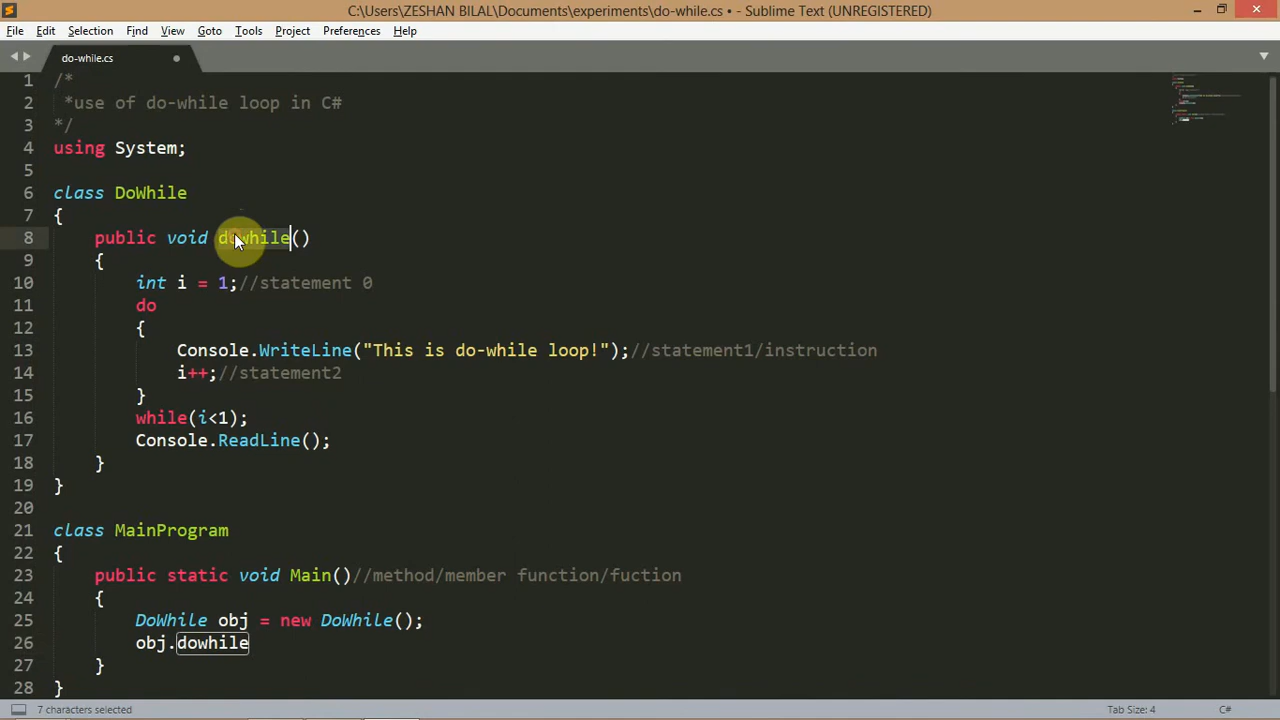 C:\Users\ZESHAN BILAL\Documents\experiments\do-while.cs • - Sublime Text (UNREGISTERED)
File Edit Selection Find View Goto Tools Project Preferences Help
do-while.cs
1 /*
2 *use of do-while loop in C#
3 */
4 using System;
5
6 class DoWhile
7 {
8 public void dowhile()
9 {
10 int i = 1;//statement 0
11 do
12 {
13 Console.WriteLine("This is do-while loop!");//statement1/instruction
14 i++;//statement2
15 }
16 while(i<1);
17 Console.ReadLine();
18 }
19 }
20
21 class MainProgram
22 {
23 public static void Main()//method/member function/fuction
24 {
25 DoWhile obj = new DoWhile();
26 obj.dowhile
27 }
28 }
7 characters selected Tab Size: 4 C#